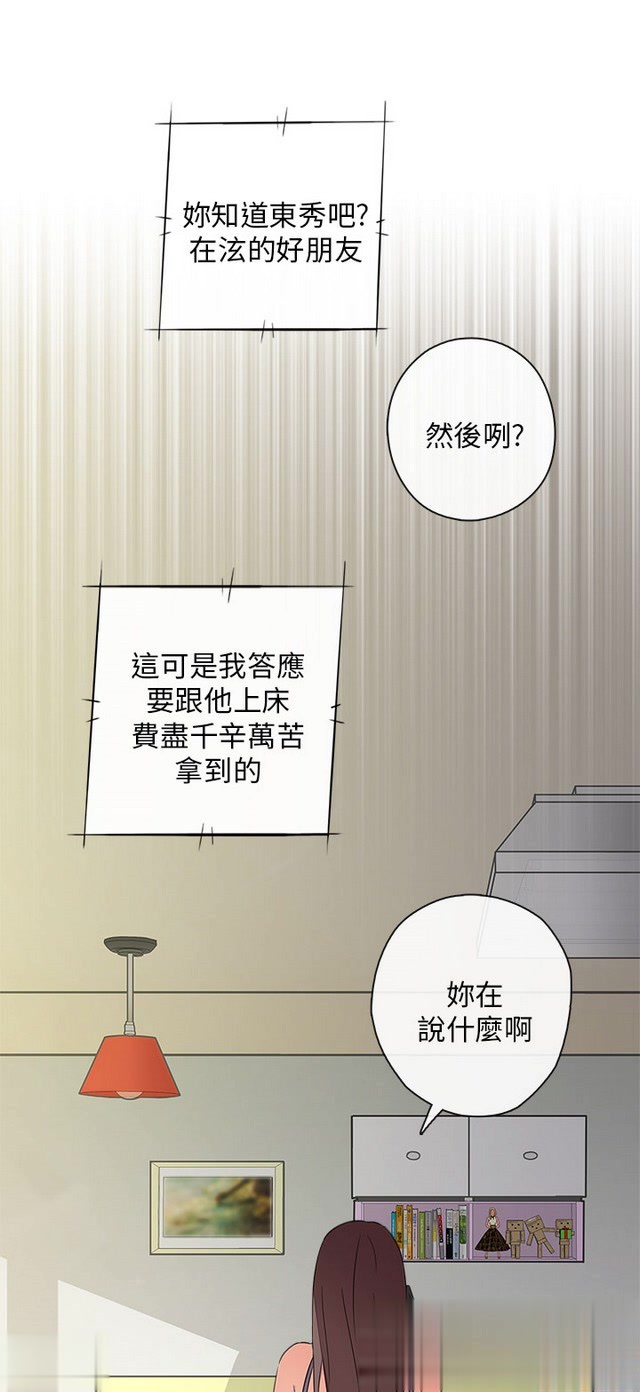 妳知道東秀吧?
在泫的好朋友
然後咧?
這可是我答應
要跟他上床
費盡千辛萬苦
拿到的
妳在
說什麼啊